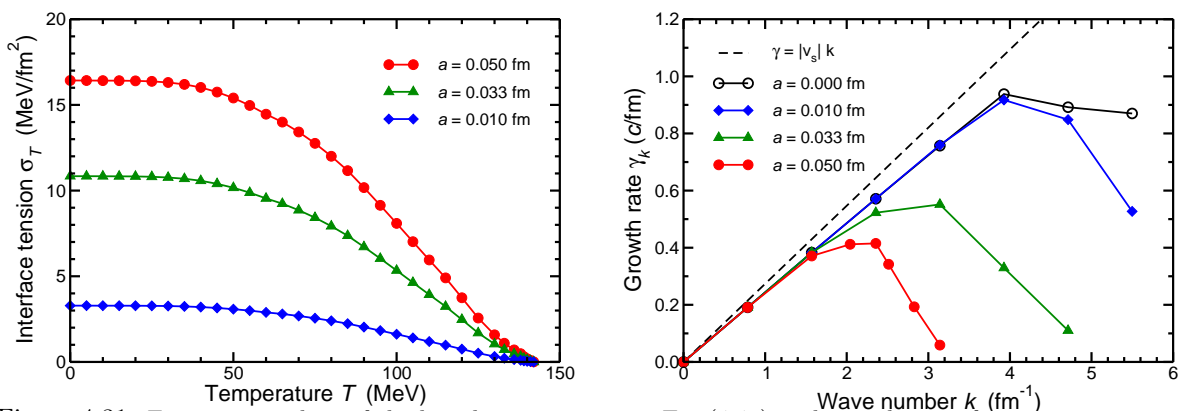 20
15
10
5
0
0
50
100
150
Interface tension σT (MeV/fm²)
Temperature T (MeV)
a = 0.050 fm
a = 0.033 fm
a = 0.010 fm
1.2
1.0
0.8
0.6
0.4
0.2
0.0
0
1
2
3
4
5
6
Growth rate γk (c/fm)
Wave number k (fm⁻¹)
γ = |vs| k
a = 0.000 fm
a = 0.010 fm
a = 0.033 fm
a = 0.050 fm